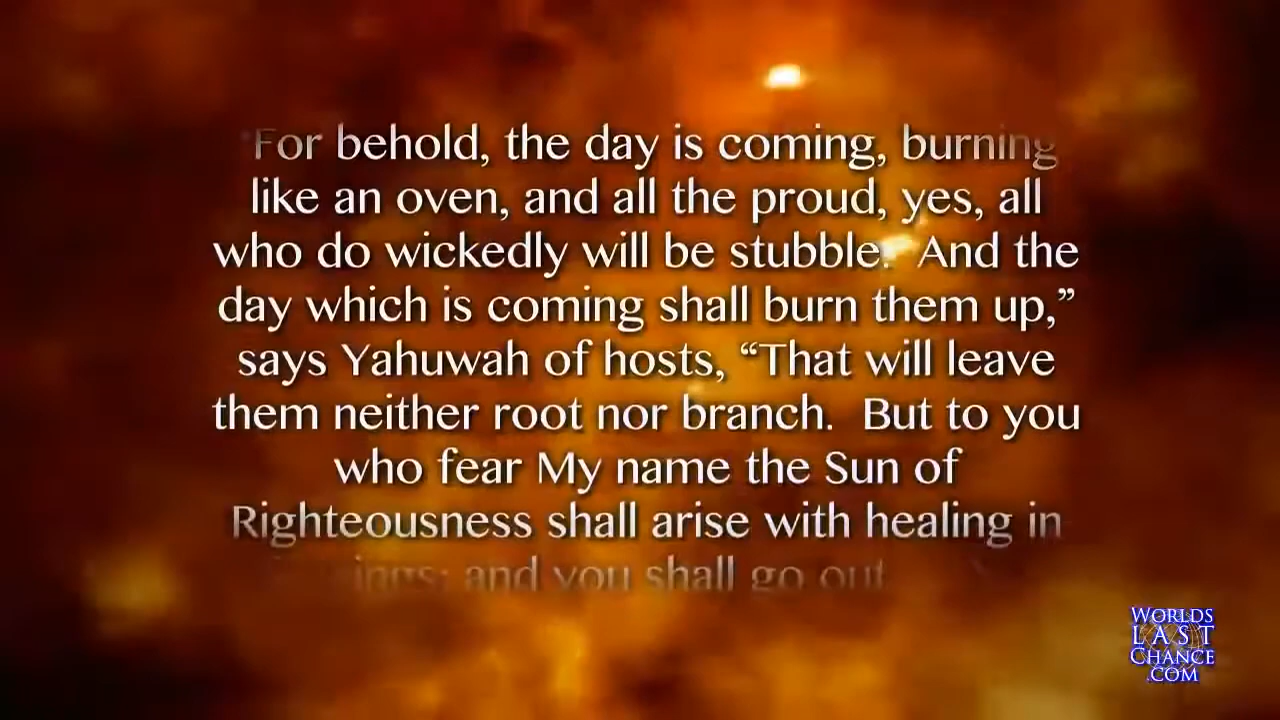 "For behold, the day is coming, burning
like an oven, and all the proud, yes, all
who do wickedly will be stubble.  And the
day which is coming shall burn them up,”
says Yahuwah of hosts, “That will leave
them neither root nor branch.  But to you
who fear My name the Sun of
Righteousness shall arise with healing in
and you shall go out
WORLDS
LAST
CHANCE
.COM